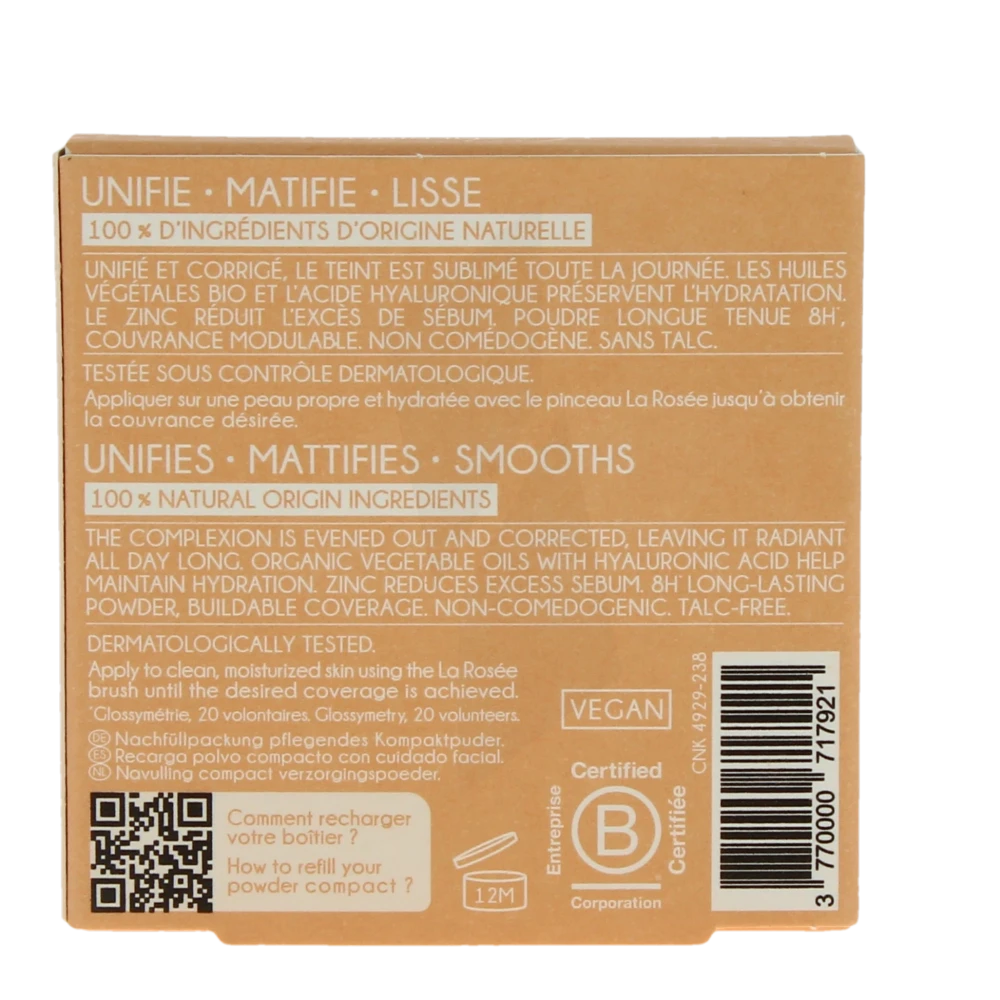 UNIFIE · MATIFIE · LISSE
100 % D'INGRÉDIENTS D'ORIGINE NATURELLE
UNIFIÉ ET CORRIGÉ, LE TEINT EST SUBLIMÉ TOUTE LA JOURNÉE. LES HUILES
VÉGÉTALES BIO ET L'ACIDE HYALURONIQUE PRÉSERVENT L'HYDRATATION.
LE ZINC RÉDUIT L'EXCÈS DE SÉBUM. POUDRE LONGUE TENUE 8H*,
COUVRANCE MODULABLE. NON COMÉDOGÈNE. SANS TALC.
TESTÉE SOUS CONTRÔLE DERMATOLOGIQUE.
Appliquer sur une peau propre et hydratée avec le pinceau La Rosée jusqu'à obtenir
la couvrance désirée.
UNIFIES · MATTIFIES · SMOOTHS
100 % NATURAL ORIGIN INGREDIENTS
THE COMPLEXION IS EVENED OUT AND CORRECTED, LEAVING IT RADIANT
ALL DAY LONG. ORGANIC VEGETABLE OILS WITH HYALURONIC ACID HELP
MAINTAIN HYDRATION. ZINC REDUCES EXCESS SEBUM. 8H* LONG-LASTING
POWDER, BUILDABLE COVERAGE. NON-COMEDOGENIC. TALC-FREE.
DERMATOLOGICALLY TESTED.
Apply to clean, moisturized skin using the La Rosée
brush until the desired coverage is achieved.
*Glossymétrie, 20 volontaires. Glossymetry, 20 volunteers.
DE Nachfüllpackung pflegendes Kompaktpuder.
ES Recarga polvo compacto con cuidado facial.
NL Navulling compact verzorgingspoeder.
Comment recharger
votre boîtier ?
How to refill your
powder compact ?
12M
VEGAN
Certified
Entreprise
B
Certifiée
®
Corporation
CNK 4929-238
3 770000 717921